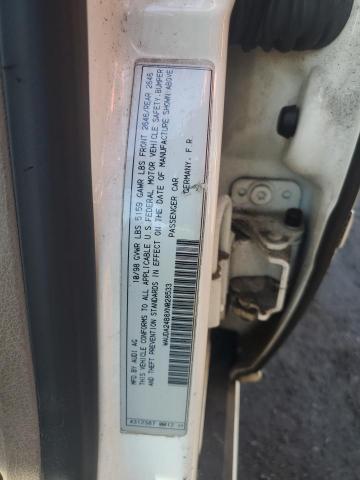 MFD.BY AUDI AG GERMANY, F.R
10/98 GVWR LBS 5159 GAWR LBS FRONT 2646/REAR 2646
THIS VEHICLE CONFORMS TO ALL APPLICABLE U.S.FEDERAL MOTOR VEHICLE SAFETY, BUMPER
AND THEFT PREVENTION STANDARDS IN EFFECT ON THE DATE OF MANUFACTURE SHOWN ABOVE
PASSENGER CAR